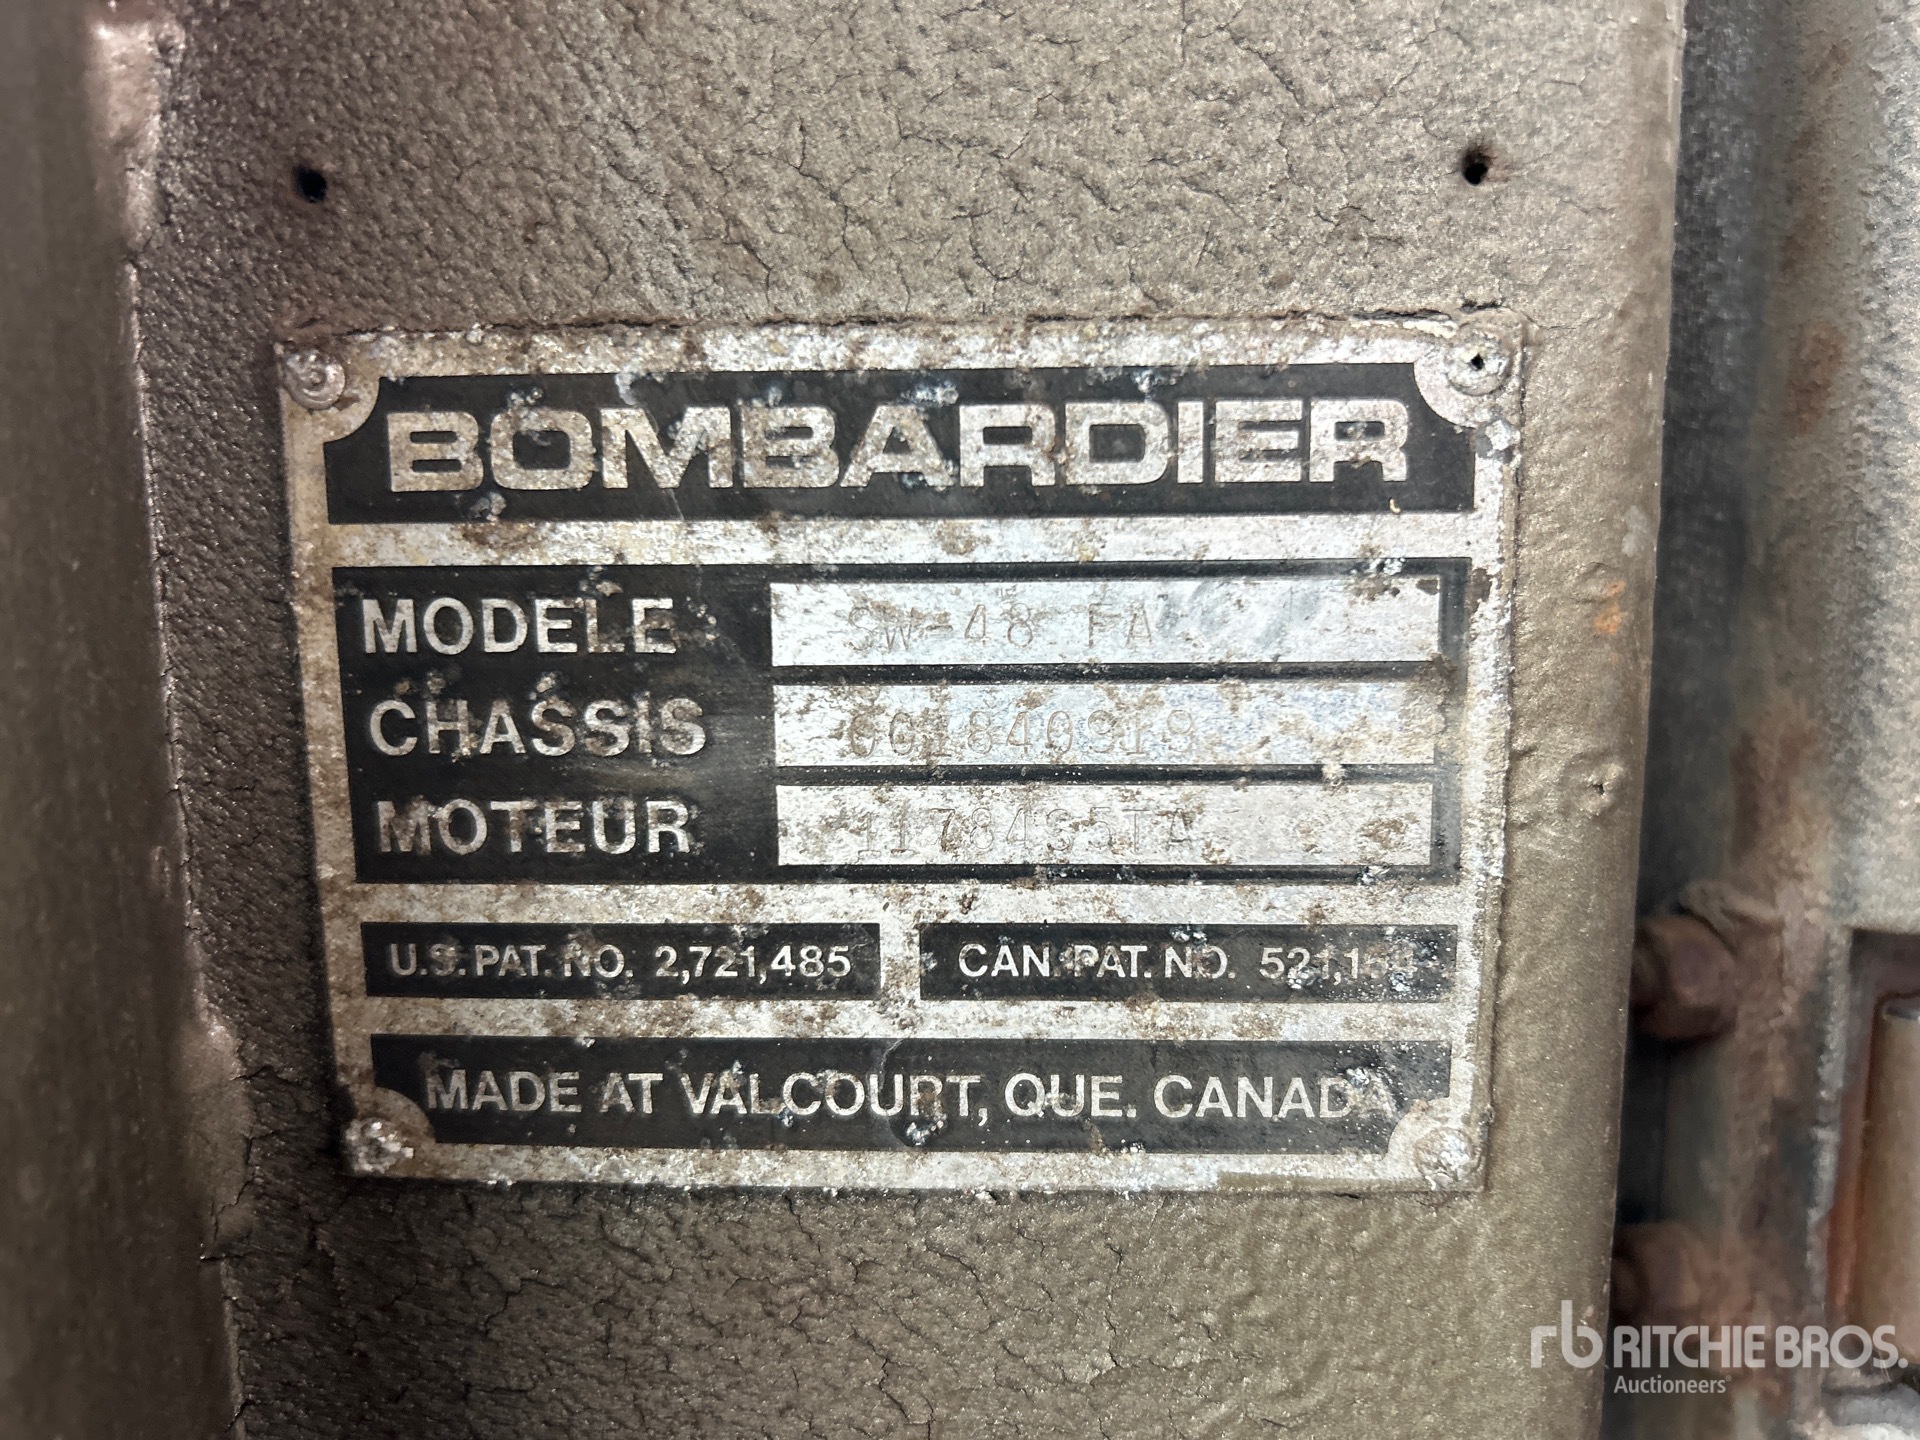 BOMBARDIER
MODELE SW-48 FA
CHASSIS
MOTEUR
U.S. PAT. NO. 2,721,485 CAN. PAT. NO.
MADE AT VALCOURT, QUE. CANADA
rb RITCHIE BROS.
Auctioneers